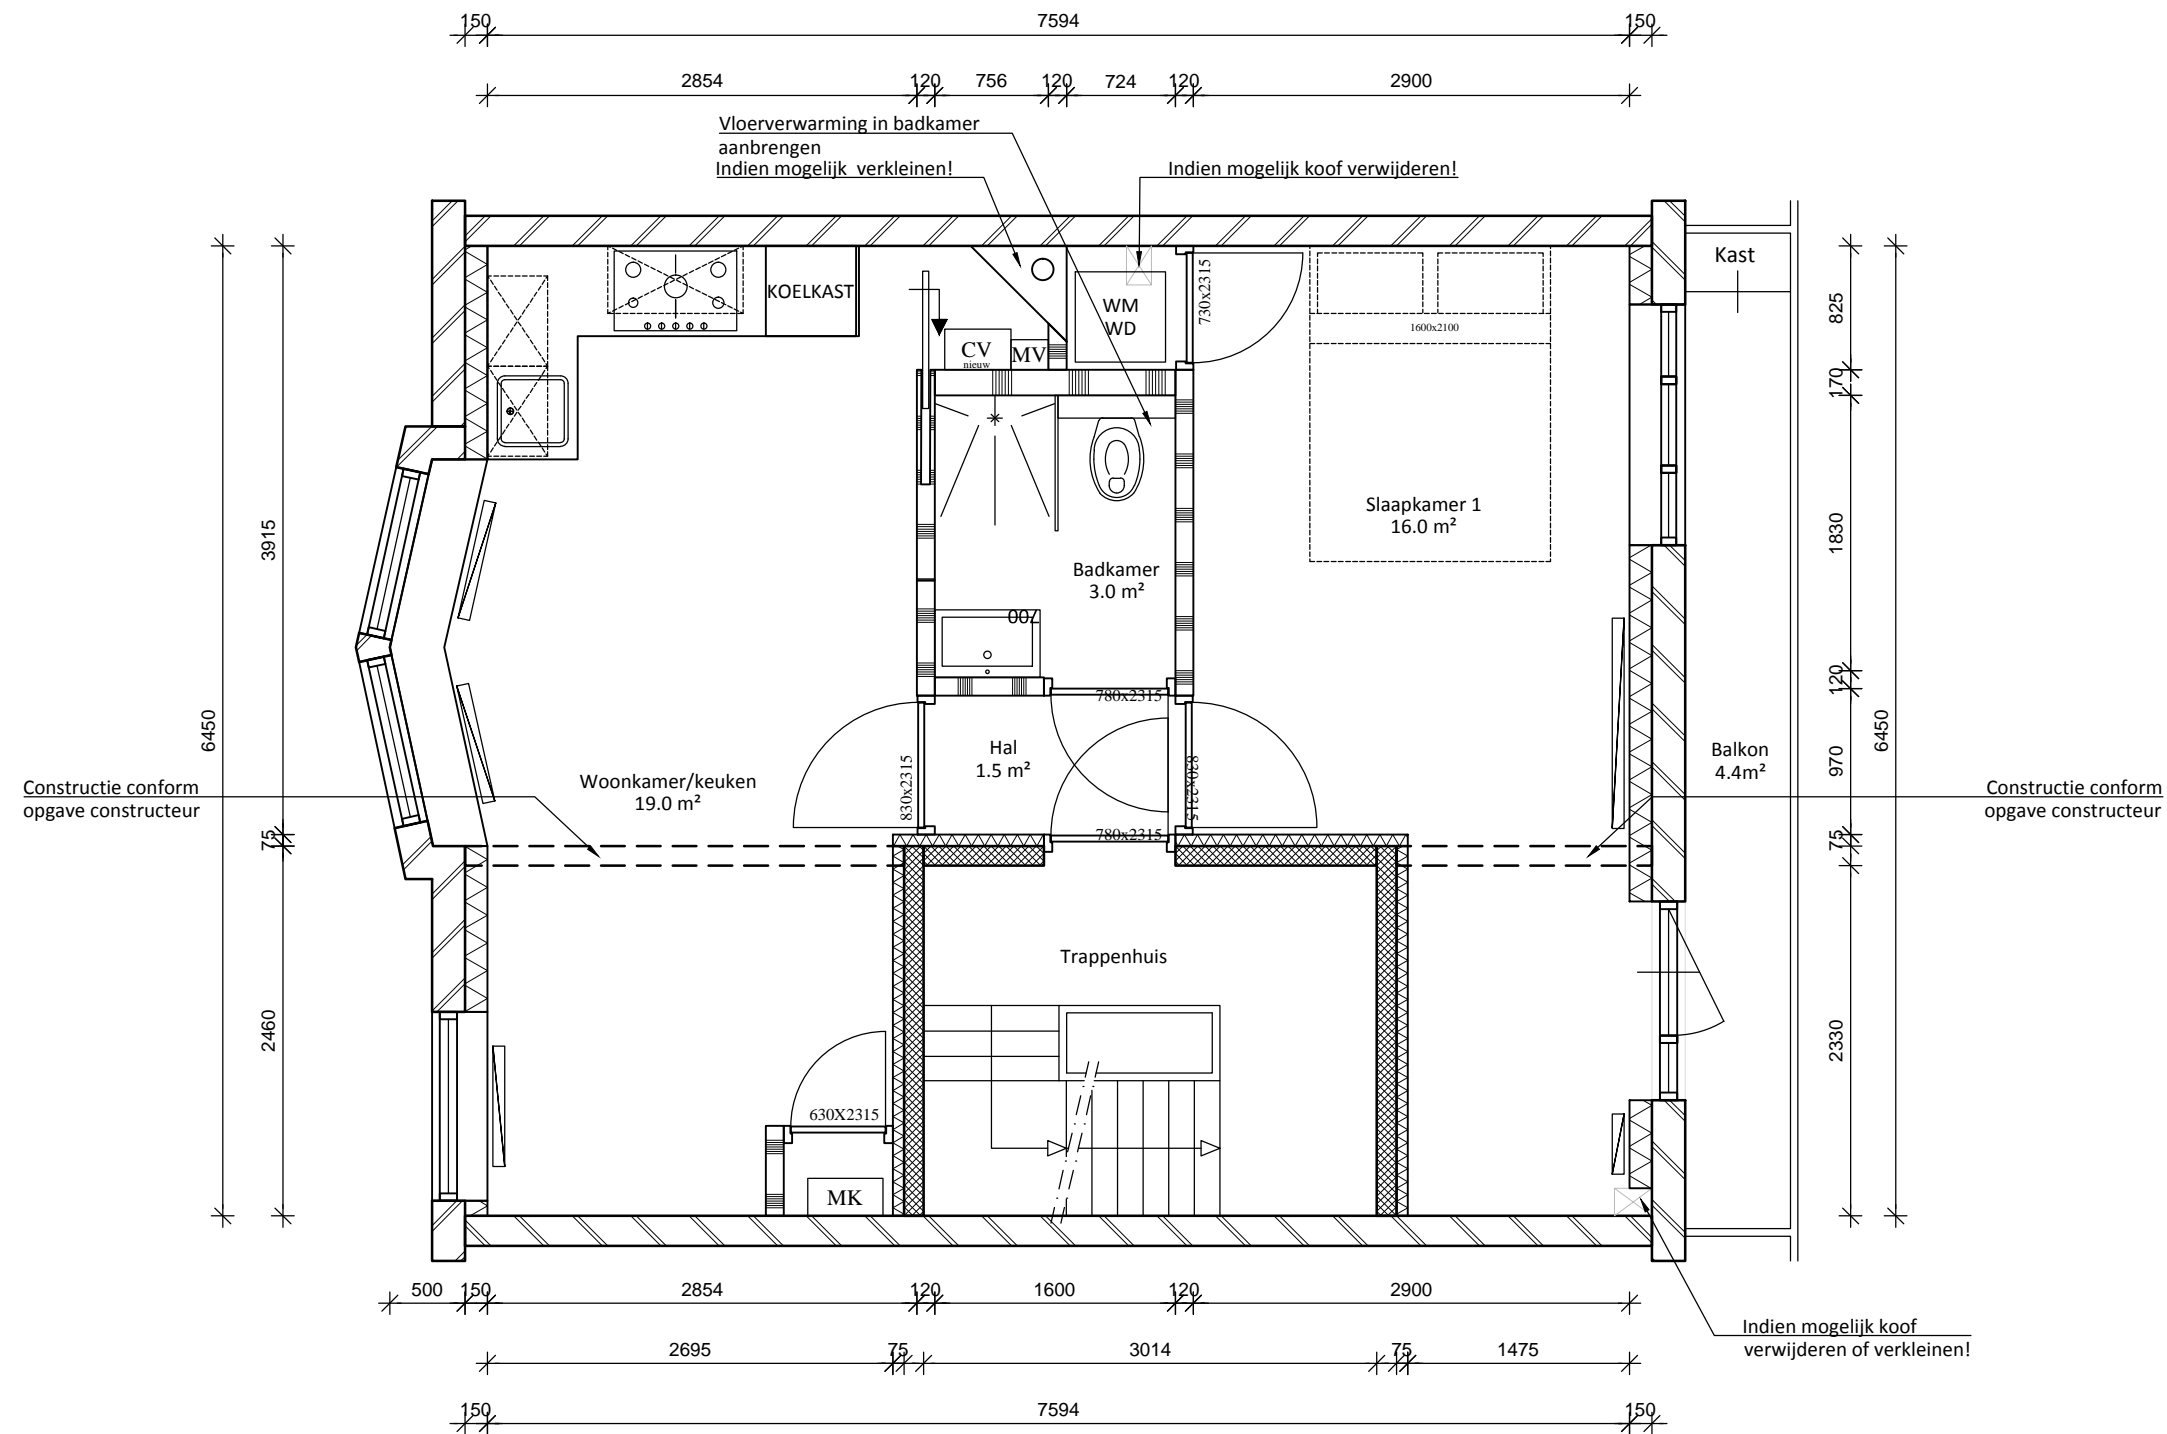 150
7594
150
2854
120
756
120
724
120
2900
Vloerverwarming in badkamer
aanbrengen
Indien mogelijk verkleinen!
Indien mogelijk koof verwijderen!
Kast
KOELKAST
WM
WD
730x2315
1600x2100
CV
nieuw
MV
825
170
1830
120
970
75
2330
6450
6450
3915
75
2460
Slaapkamer 1
16.0 m²
Badkamer
3.0 m²
700
780x2315
Hal
1.5 m²
830x2315
830x2315
780x2315
Woonkamer/keuken
19.0 m²
Balkon
4.4m²
Constructie conform
opgave constructeur
Constructie conform
opgave constructeur
Trappenhuis
630X2315
MK
500
150
2854
120
1600
120
2900
2695
75
3014
75
1475
150
7594
150
Indien mogelijk koof
verwijderen of verkleinen!